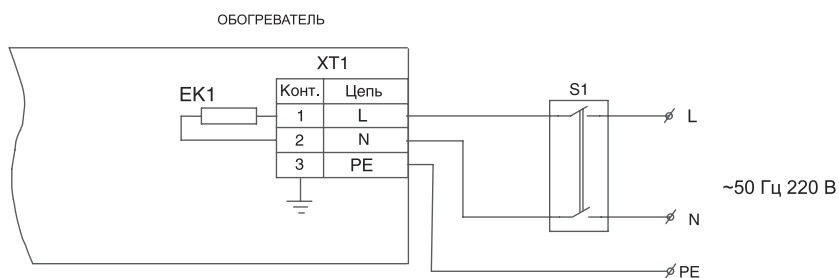 ОБОГРЕВАТЕЛЬ
XT1
Конт. Цепь
EK1
1 L
2 N
3 PE
S1
L
~50 Гц 220 В
N
PE